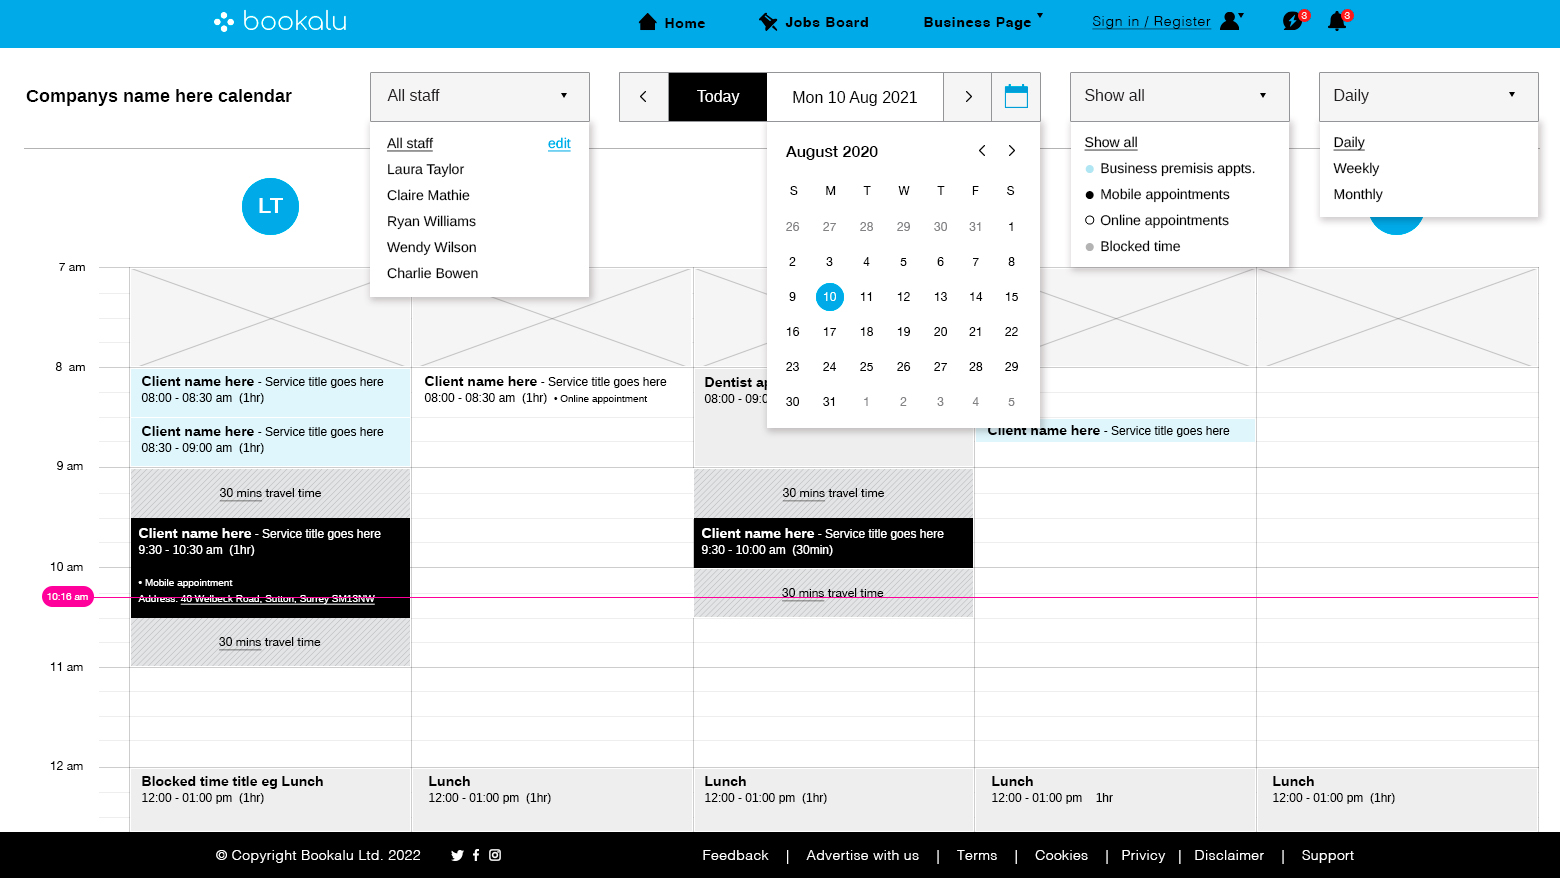 bookalu
Home
Jobs Board
Business Page
Sign in / Register
3
3
Companys name here calendar
All staff
Today
Mon 10 Aug 2021
Show all
Daily
All staff edit
Laura Taylor
Claire Mathie
Ryan Williams
Wendy Wilson
Charlie Bowen
August 2020
S M T W T F S
26 27 28 29 30 31 1
2 3 4 5 6 7 8
9 10 11 12 13 14 15
16 17 18 19 20 21 22
23 24 25 26 27 28 29
30 31 1 2 3 4 5
Show all
Business premisis appts.
Mobile appointments
Online appointments
Blocked time
Daily
Weekly
Monthly
LT
7 am
8 am
Client name here - Service title goes here
08:00 - 08:30 am (1hr)
Client name here - Service title goes here
08:00 - 08:30 am (1hr) • Online appointment
Dentist
08:00 -
Client name here - Service title goes here
08:30 - 09:00 am (1hr)
Client name here - Service title goes here
9 am
30 mins travel time
30 mins travel time
Client name here - Service title goes here
9:30 - 10:30 am (1hr)
• Mobile appointment
Address: 40 Welbeck Road, Sutton, Surrey SM13NW
Client name here - Service title goes here
9:30 - 10:00 am (30min)
10 am
10:16 am
30 mins travel time
30 mins travel time
11 am
12 am
Blocked time title eg Lunch
12:00 - 01:00 pm (1hr)
Lunch
12:00 - 01:00 pm (1hr)
Lunch
12:00 - 01:00 pm (1hr)
Lunch
12:00 - 01:00 pm 1hr
Lunch
12:00 - 01:00 pm (1hr)
© Copyright Bookalu Ltd. 2022
Feedback | Advertise with us | Terms | Cookies | Privicy | Disclaimer | Support